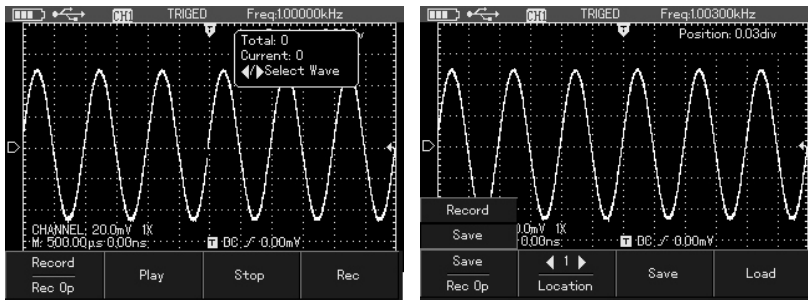 CH1 TRIGED Freq:1.00000kHz
T
Total: 0
Current: 0
Select Wave
CHANNEL: 20.0mV 1X
M: 500.00μs 0.00ns
T DC 0.00mV
Record
Rec Op
Play
Stop
Rec
CH1 TRIGED Freq:1.00300kHz
T
Position: 0.03div
Record
Save
.0mV 1X
0.00ns
T DC 0.00mV
Save
Rec Op
1
Location
Save
Load